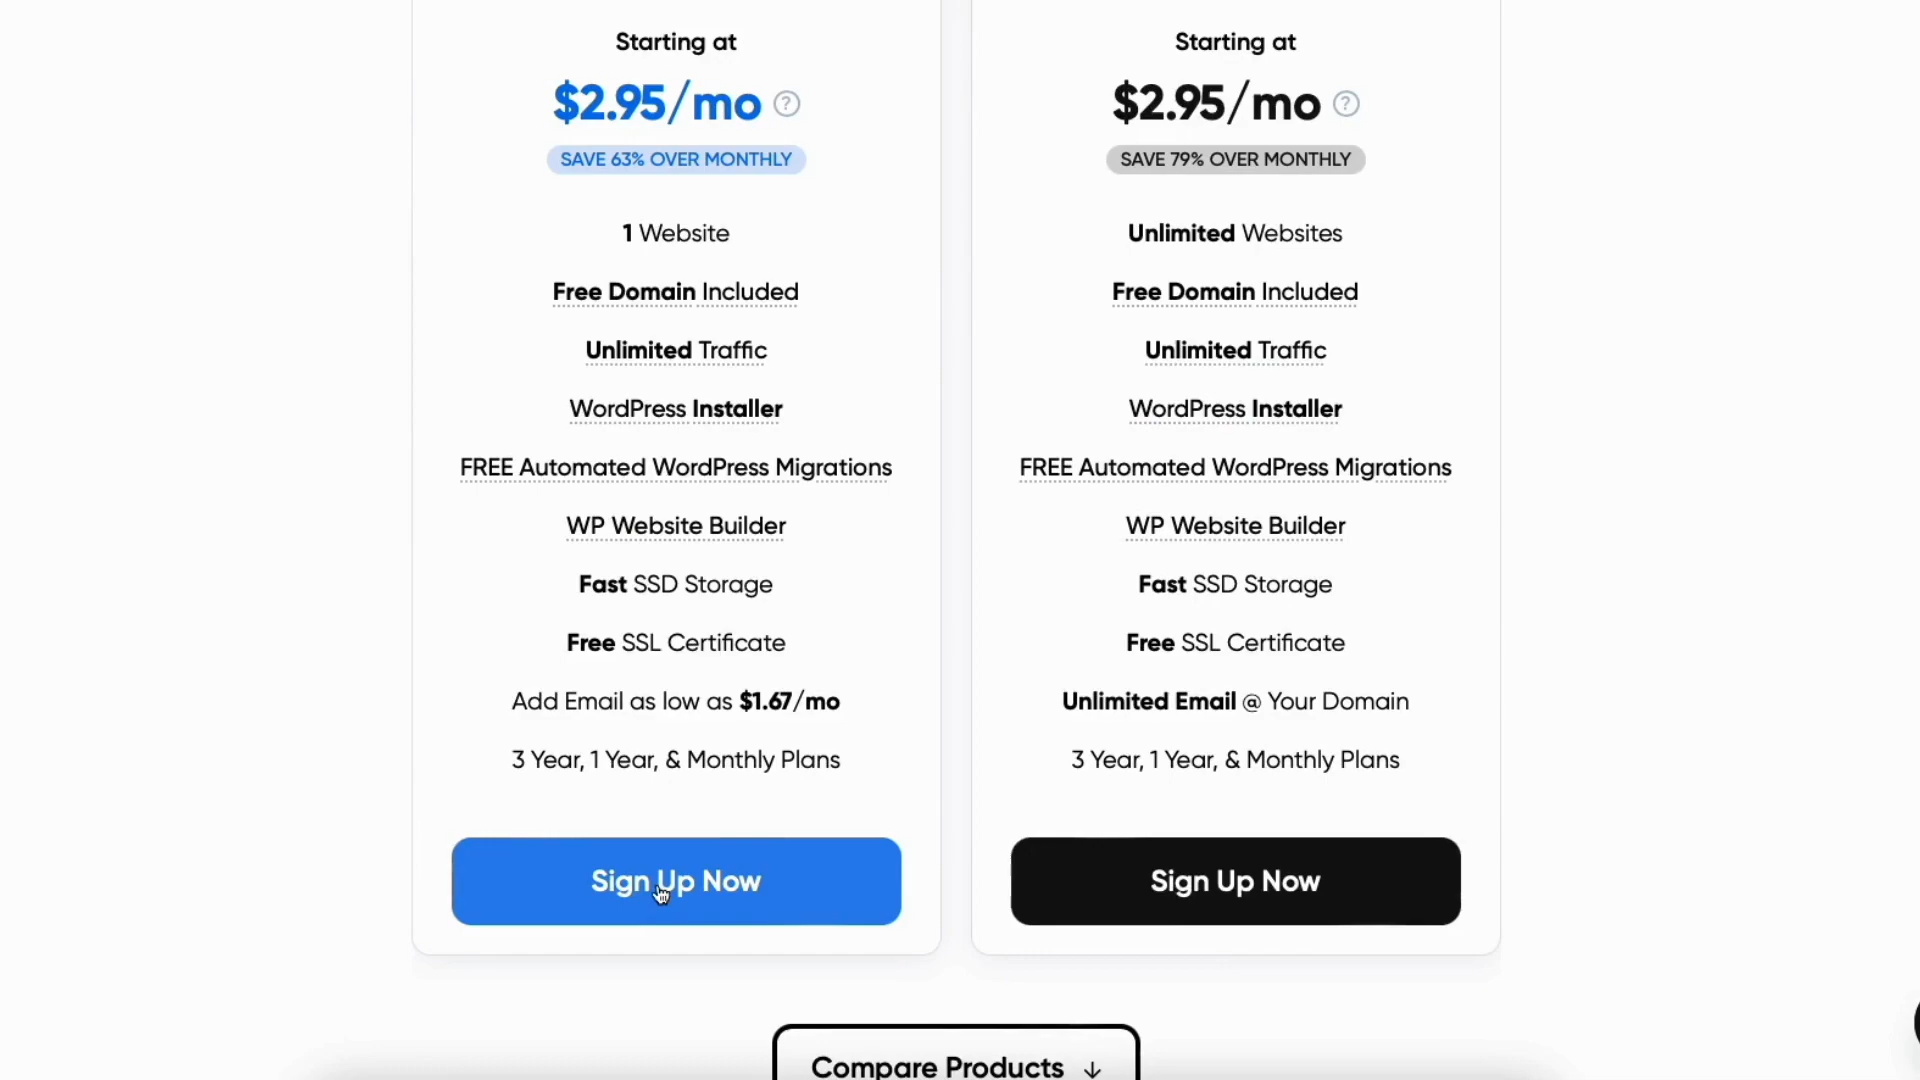 Starting at
$2.95/mo ?
SAVE 63% OVER MONTHLY
1 Website
Free Domain Included
Unlimited Traffic
WordPress Installer
FREE Automated WordPress Migrations
WP Website Builder
Fast SSD Storage
Free SSL Certificate
Add Email as low as $1.67/mo
3 Year, 1 Year, & Monthly Plans
Sign Up Now
Starting at
$2.95/mo ?
SAVE 79% OVER MONTHLY
Unlimited Websites
Free Domain Included
Unlimited Traffic
WordPress Installer
FREE Automated WordPress Migrations
WP Website Builder
Fast SSD Storage
Free SSL Certificate
Unlimited Email @ Your Domain
3 Year, 1 Year, & Monthly Plans
Sign Up Now
Compare Products ↓